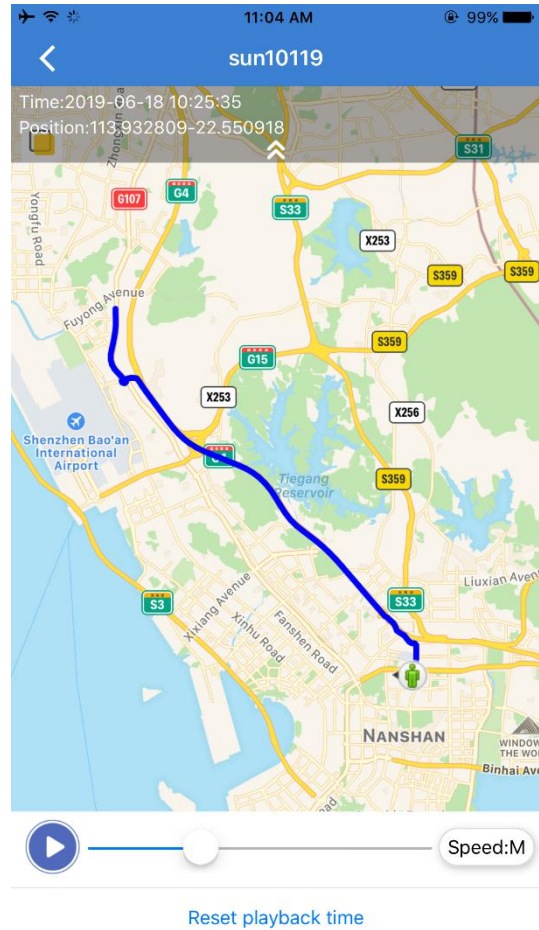 11:04 AM
99%
sun10119
Time:2019-06-18 10:25:35
Position:113.932809-22.550918
S31
G107
G4
S33
Yongfu Road
X253
S359
S359
Fuyong Avenue
S359
G15
X253
X256
Shenzhen Bao'an
International
Airport
Tiegang
Reservoir
S359
Liuxian Aven
S33
S3
Xixiang Avenue
Xinhu Road
Fanshen Road
NANSHAN
WINDOW
THE WO
Binhai Av
Speed:M
Reset playback time